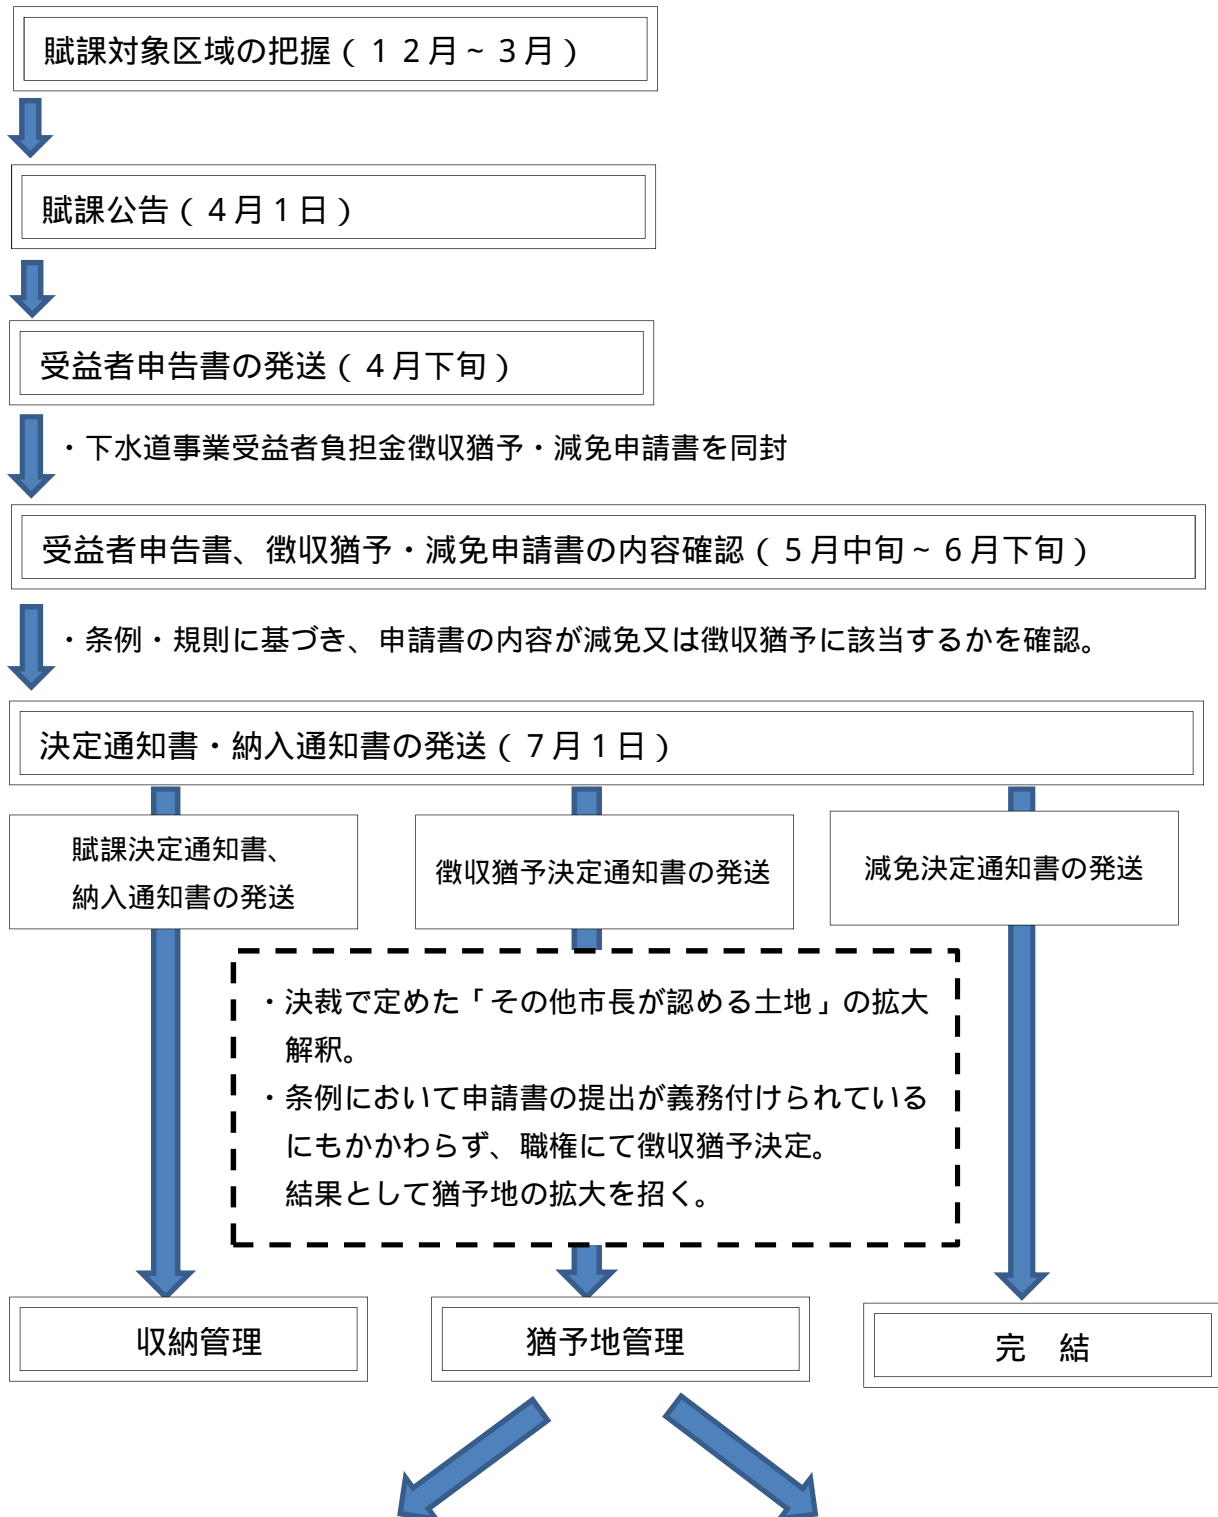 賦課対象区域の把握（１２月～３月）
賦課公告（４月１日）
受益者申告書の発送（４月下旬）
・下水道事業受益者負担金徴収猶予・減免申請書を同封
受益者申告書、徴収猶予・減免申請書の内容確認（５月中旬～６月下旬）
・条例・規則に基づき、申請書の内容が減免又は徴収猶予に該当するかを確認。
決定通知書・納入通知書の発送（７月１日）
賦課決定通知書、
納入通知書の発送
徴収猶予決定通知書の発送
減免決定通知書の発送
・決裁で定めた「その他市長が認める土地」の拡大
解釈。
・条例において申請書の提出が義務付けられている
にもかかわらず、職権にて徴収猶予決定。
結果として猶予地の拡大を招く。
収納管理
猶予地管理
完　結